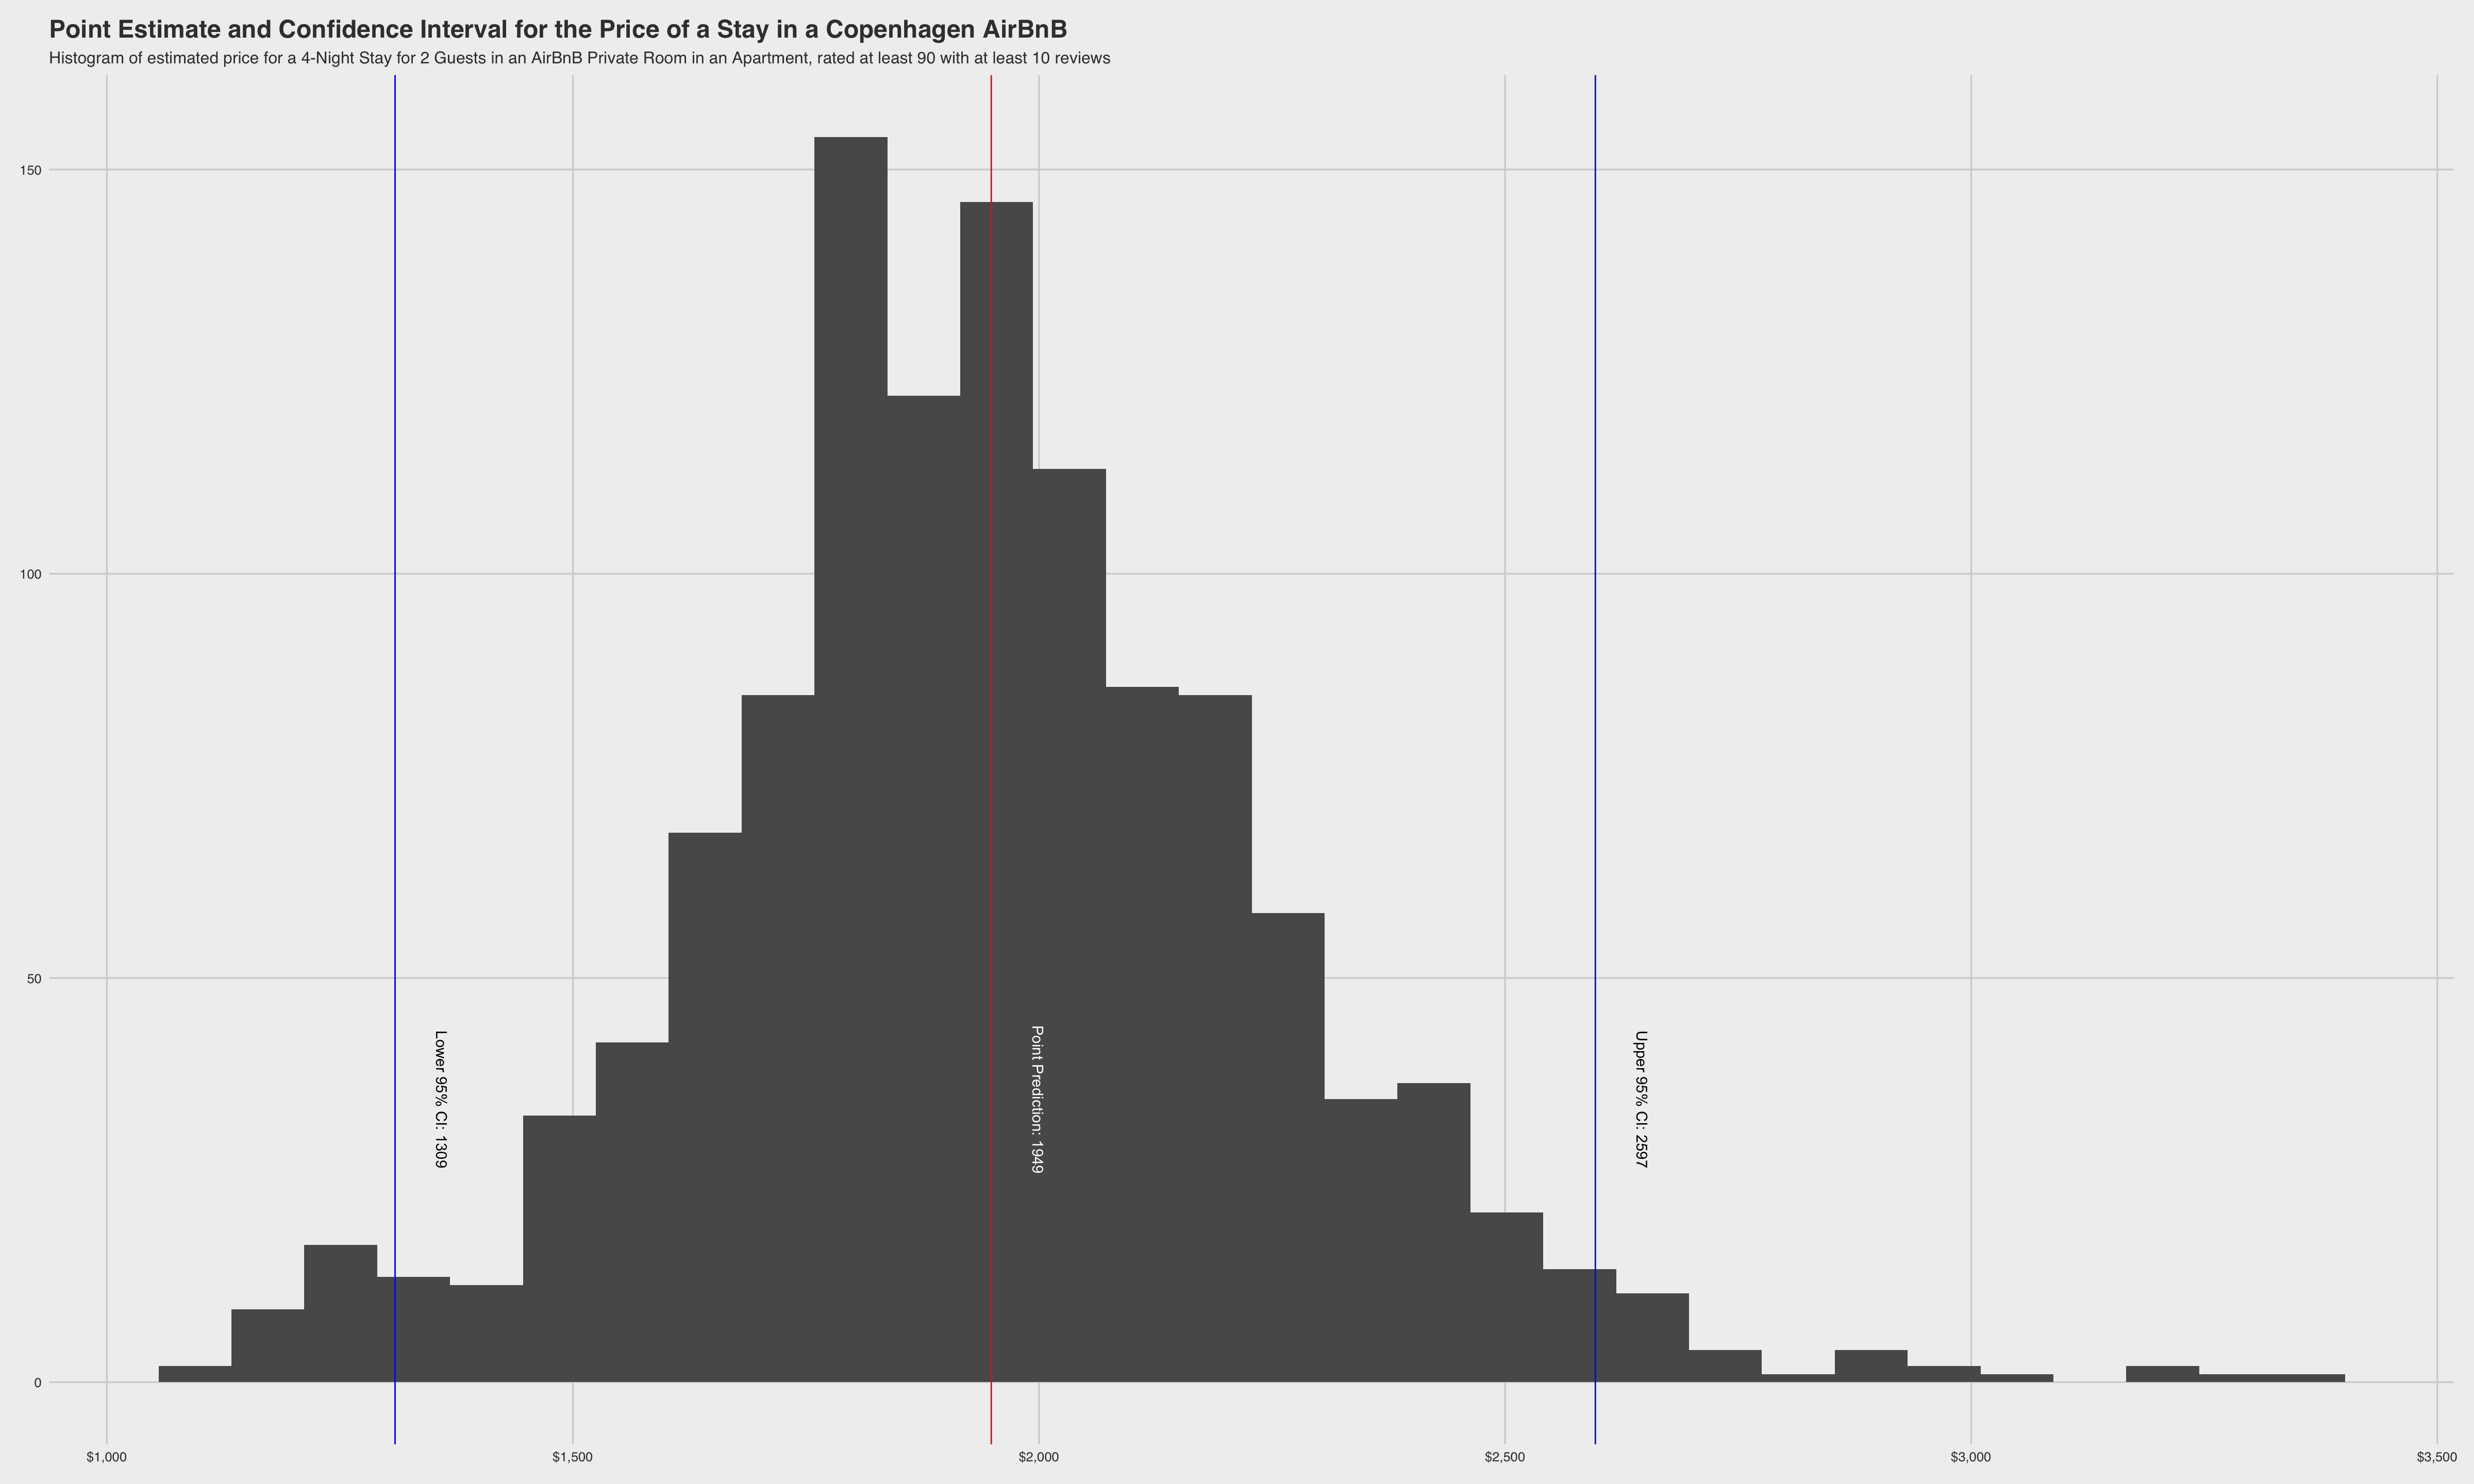 Point Estimate and Confidence Interval for the Price of a Stay in a Copenhagen AirBnB
Histogram of estimated price for a 4-Night Stay for 2 Guests in an AirBnB Private Room in an Apartment, rated at least 90 with at least 10 reviews
150
100
50
0
Lower 95% CI: 1309
Point Prediction: 1949
Upper 95% CI: 2597
$1,000
$1,500
$2,000
$2,500
$3,000
$3,500